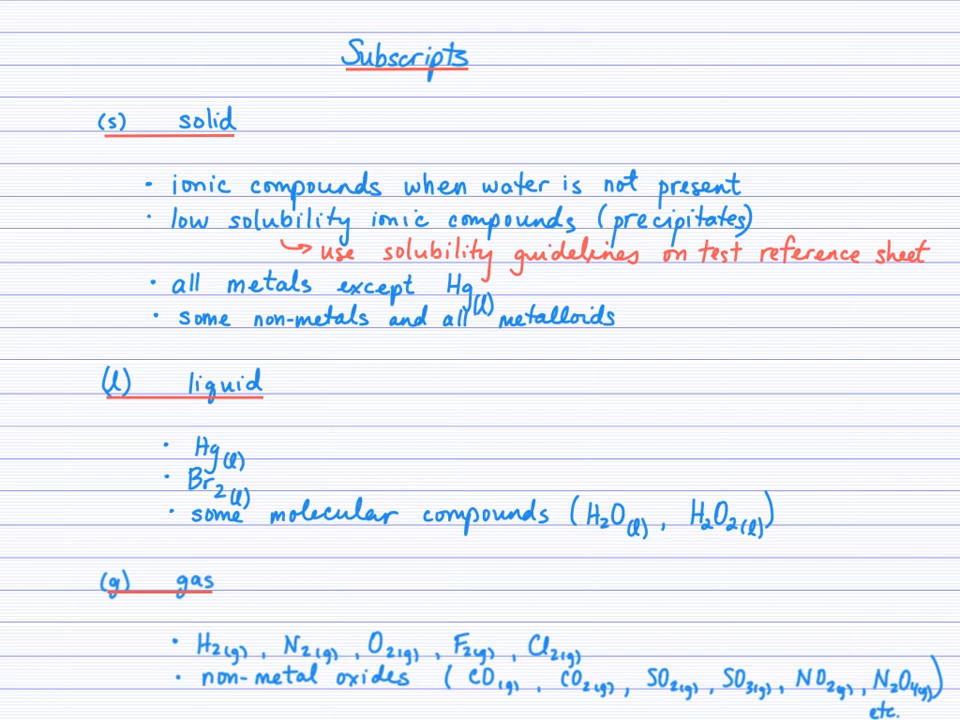 Subscripts
(s) solid
• ionic compounds when water is not present
• low solubility ionic compounds (precipitates)
↳ use solubility guidelines on test reference sheet
• all metals except Hg(l)
• some non-metals and all metalloids
(l) liquid
• Hg(l)
• Br2(l)
• some molecular compounds (H2O(l), H2O2(l))
(g) gas
• H2(g), N2(g), O2(g), F2(g), Cl2(g)
• non-metal oxides (CO(g), CO2(g), SO2(g), SO3(g), NO2(g), N2O4(g))
etc.